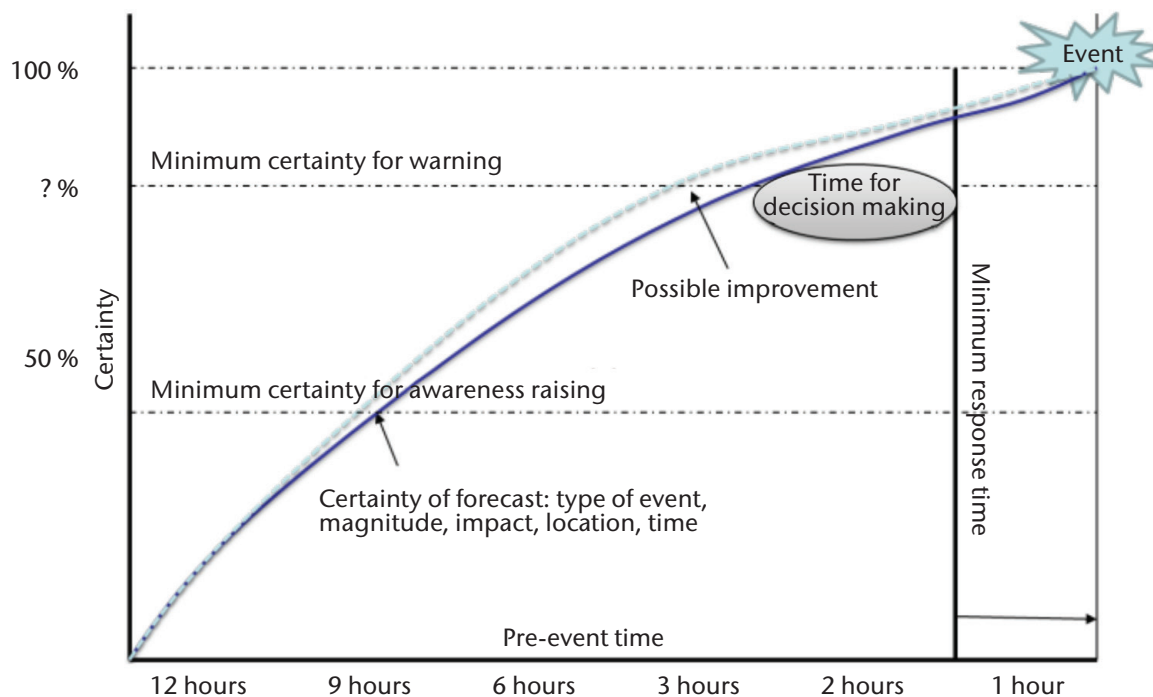 Event
100 %
Minimum certainty for warning
? %
Time for
decision making
Possible improvement
Minimum response time
Certainty
50 %
Minimum certainty for awareness raising
Certainty of forecast: type of event,
magnitude, impact, location, time
Pre-event time
12 hours
9 hours
6 hours
3 hours
2 hours
1 hour